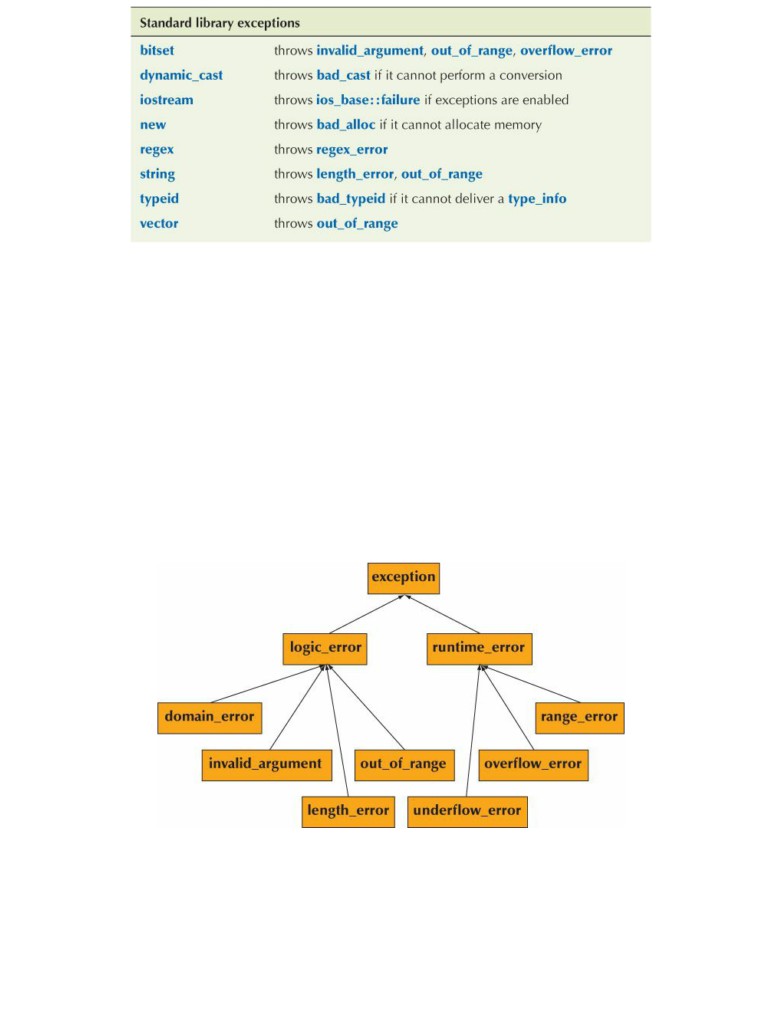 Standard library exceptions
bitset throws invalid_argument, out_of_range, overflow_error
dynamic_cast throws bad_cast if it cannot perform a conversion
iostream throws ios_base::failure if exceptions are enabled
new throws bad_alloc if it cannot allocate memory
regex throws regex_error
string throws length_error, out_of_range
typeid throws bad_typeid if it cannot deliver a type_info
vector throws out_of_range
exception
logic_error runtime_error
domain_error range_error
invalid_argument out_of_range overflow_error
length_error underflow_error